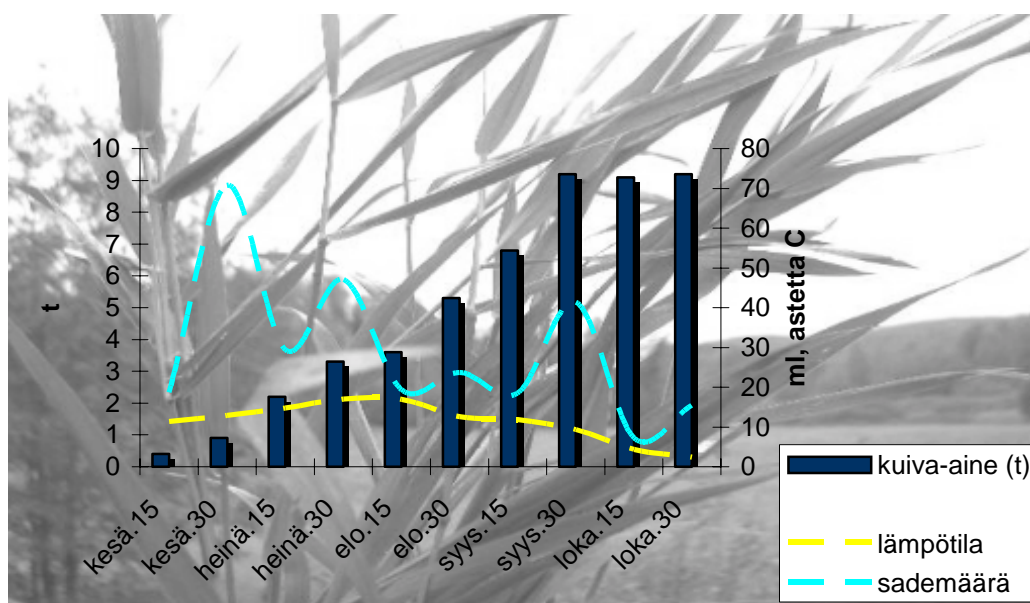 10
9
8
7
6
5
4
3
2
1
0
t
80
70
60
50
40
30
20
10
0
ml, astetta C
kesä.15
kesä.30
heinä.15
heinä.30
elo.15
elo.30
syys.15
syys.30
loka.15
loka.30
kuiva-aine (t)
lämpötila
sademäärä